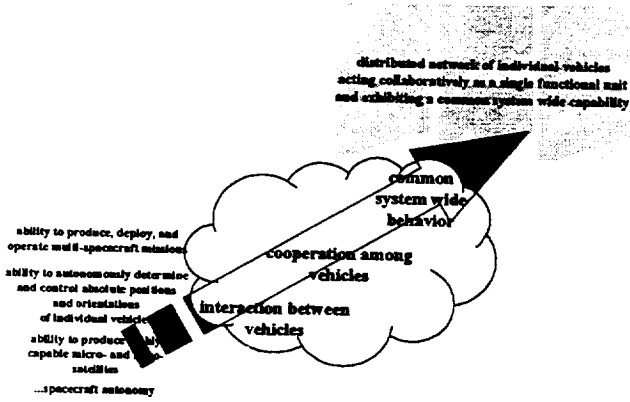 distributed network of individual vehicles
acting collaboratively as a single functional unit
and exhibiting a common system wide capability
common
system wide
behavior
cooperation among
vehicles
interaction between
vehicles
ability to produce, deploy, and
operate multi-spacecraft missions
ability to autonomously determine
and control absolute positions
and orientations
of individual vehicles
ability to produce
capable micro- and
satellites
...spacecraft autonomy